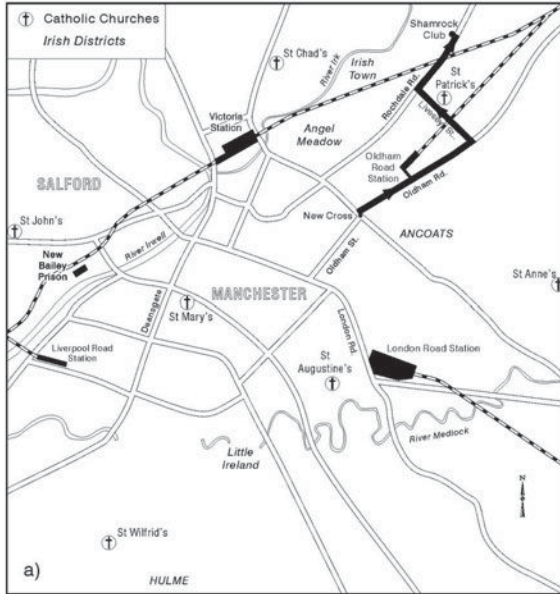 Catholic Churches
Irish Districts
Shamrock
Club
St Chad's
River Irk
Irish
Town
Rochdale Rd.
St
Patrick's
Livesey St.
Victoria
Station
Angel
Meadow
Oldham
Road
Station
Oldham Rd.
SALFORD
New Cross
St John's
ANCOATS
River Irwell
Oldham St.
New
Bailey
Prison
St Anne's
MANCHESTER
Deansgate
St Mary's
London Rd.
Liverpool Road
Station
London Road Station
St
Augustine's
River Medlock
Little
Ireland
N
St Wilfrid's
a)
HULME